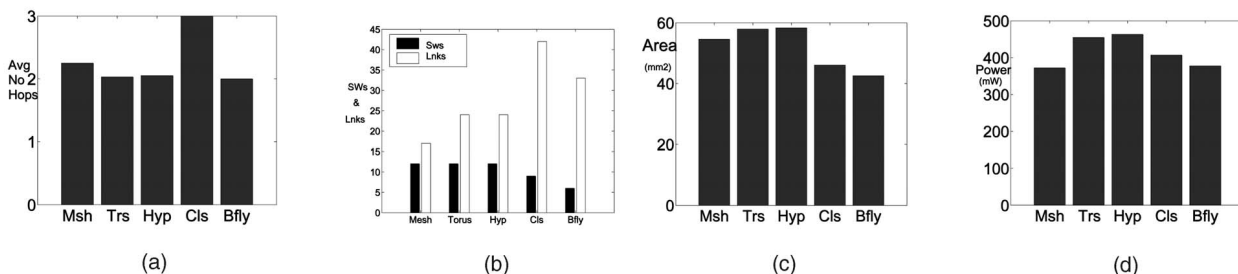 3
Avg
No 2
Hops
1
0
Msh Trs Hyp Cls Bfly
(a)
45
Sws
40
Lnks
35
30
SWs
25
&
Lnks
20
15
10
5
0
Mesh Torus Hyp Cls Bfly
(b)
60
Area
(mm2)
40
20
0
Msh Trs Hyp Cls Bfly
(c)
500
400
Power
(mW)
300
200
100
0
Msh Trs Hyp Cls Bfly
(d)